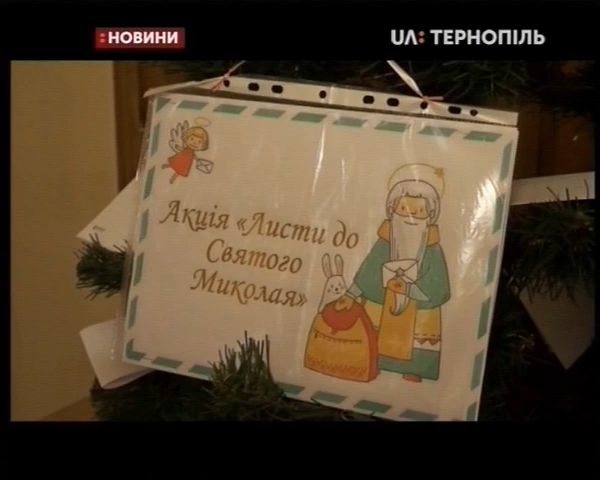 :НОВИНИ
UA: ТЕРНОПІЛЬ
Акція «Листи до
Святого
Миколая»